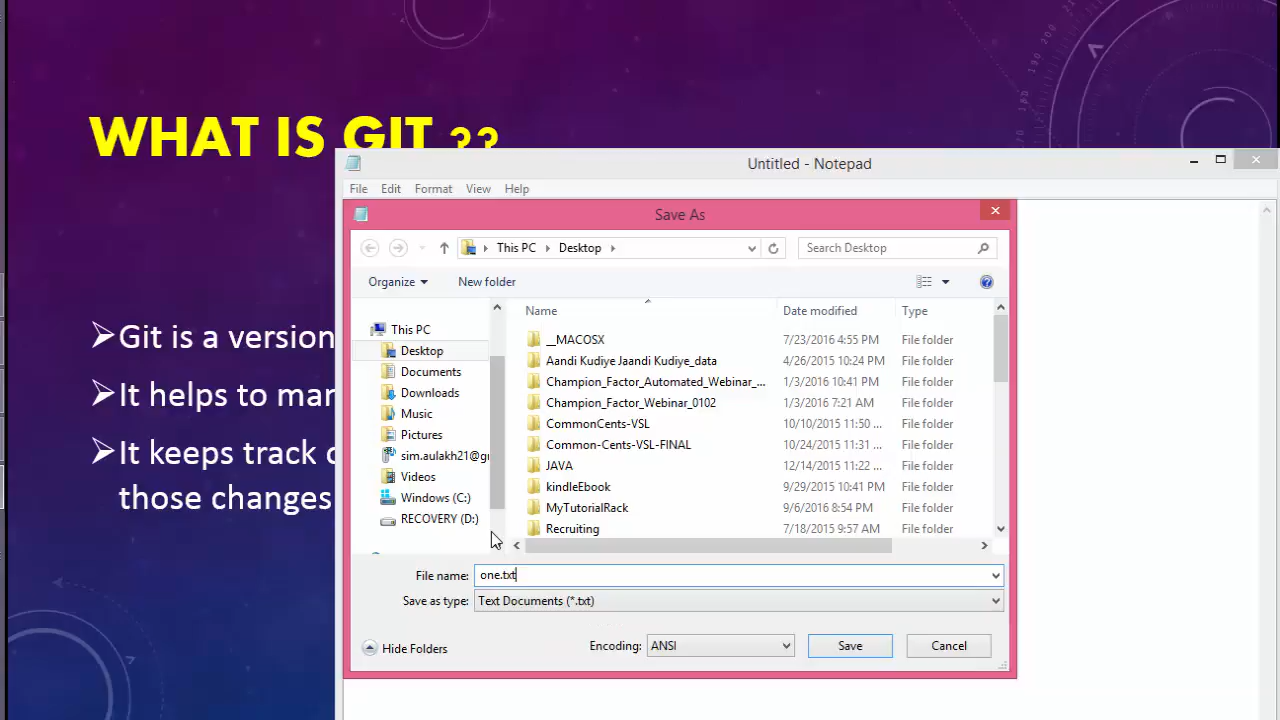 WHAT IS GIT ??
Untitled - Notepad
File Edit Format View Help
Save As
This PC Desktop
Search Desktop
Organize New folder
Name Date modified Type
This PC
Desktop
Documents
Downloads
Music
Pictures
sim.aulakh21@g
Videos
Windows (C:)
RECOVERY (D:)
__MACOSX 7/23/2016 4:55 PM File folder
Aandi Kudiye Jaandi Kudiye_data 4/26/2015 10:24 PM File folder
Champion_Factor_Automated_Webinar_... 1/3/2016 10:41 PM File folder
Champion_Factor_Webinar_0102 1/3/2016 7:21 AM File folder
CommonCents-VSL 10/10/2015 11:50 ... File folder
Common-Cents-VSL-FINAL 10/24/2015 11:31 ... File folder
JAVA 12/14/2015 11:22 ... File folder
kindleEbook 9/29/2015 10:41 PM File folder
MyTutorialRack 9/6/2016 8:54 PM File folder
Recruiting 7/18/2015 9:57 AM File folder
File name: one.txt
Save as type: Text Documents (*.txt)
Hide Folders
Encoding: ANSI
Save Cancel
Git is a version
It helps to mar
It keeps track
those changes
200
190
180
160